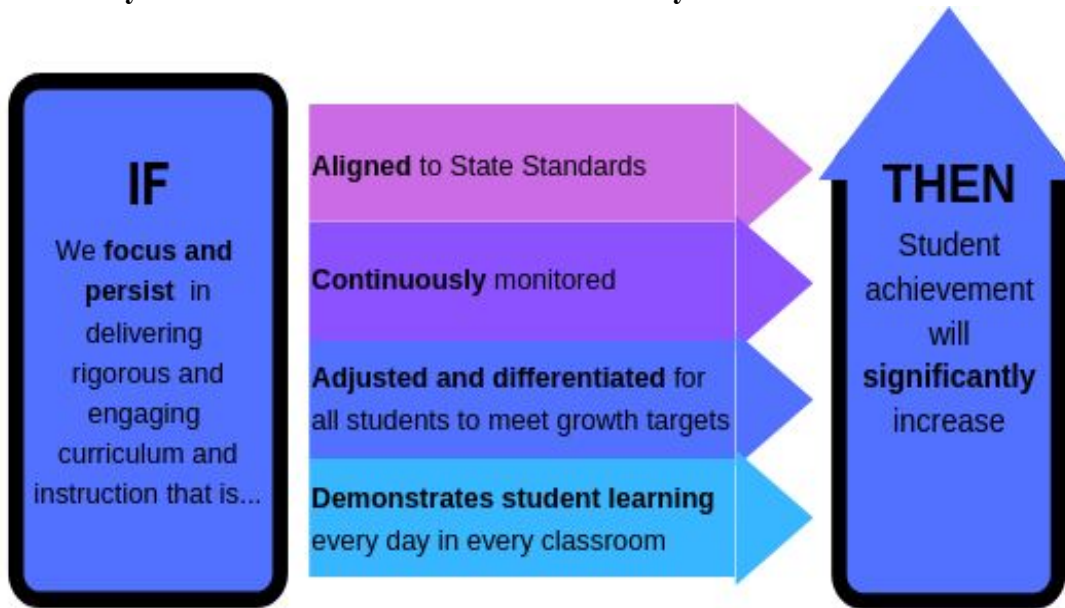 IF
We focus and
persist in
delivering
rigorous and
engaging
curriculum and
instruction that is...
Aligned to State Standards
Continuously monitored
Adjusted and differentiated for
all students to meet growth targets
Demonstrates student learning
every day in every classroom
THEN
Student
achievement
will
significantly
increase